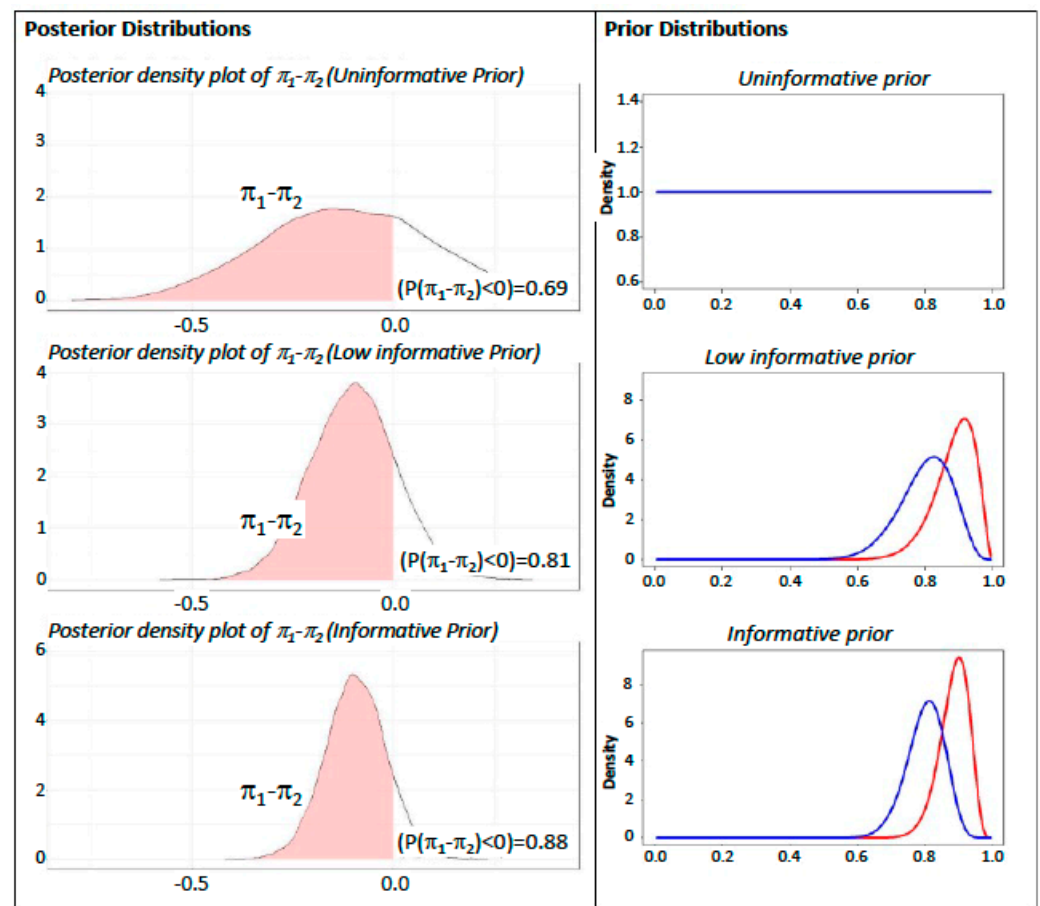 Posterior Distributions
Posterior density plot of π1-π2 (Uninformative Prior)
4
3
2
1
0
π1-π2
(P(π1-π2)<0)=0.69
-0.5 0.0
Posterior density plot of π1-π2 (Low informative Prior)
4
3
2
1
0
π1-π2
(P(π1-π2)<0)=0.81
-0.5 0.0
Posterior density plot of π1-π2 (Informative Prior)
6
4
2
0
π1-π2
(P(π1-π2)<0)=0.88
-0.5 0.0
Prior Distributions
Uninformative prior
Density
1.4
1.2
1.0
0.8
0.6
0.0 0.2 0.4 0.6 0.8 1.0
Low informative prior
Density
8
6
4
2
0
0.0 0.2 0.4 0.6 0.8 1.0
Informative prior
Density
8
6
4
2
0
0.0 0.2 0.4 0.6 0.8 1.0